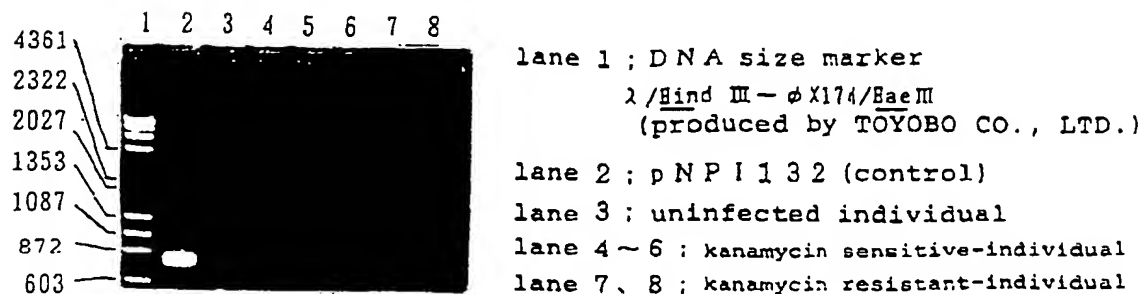 1 2 3 4 5 6 7 8
4361
2322
2027
1353
1087
872
603
lane 1 ; DNA size marker
λ/Hind III — φX174/Hae III
(produced by TOYOBO CO., LTD.)
lane 2 ; pNPI132 (control)
lane 3 ; uninfected individual
lane 4～6 ; kanamycin sensitive-individual
lane 7、8 ; kanamycin resistant-individual